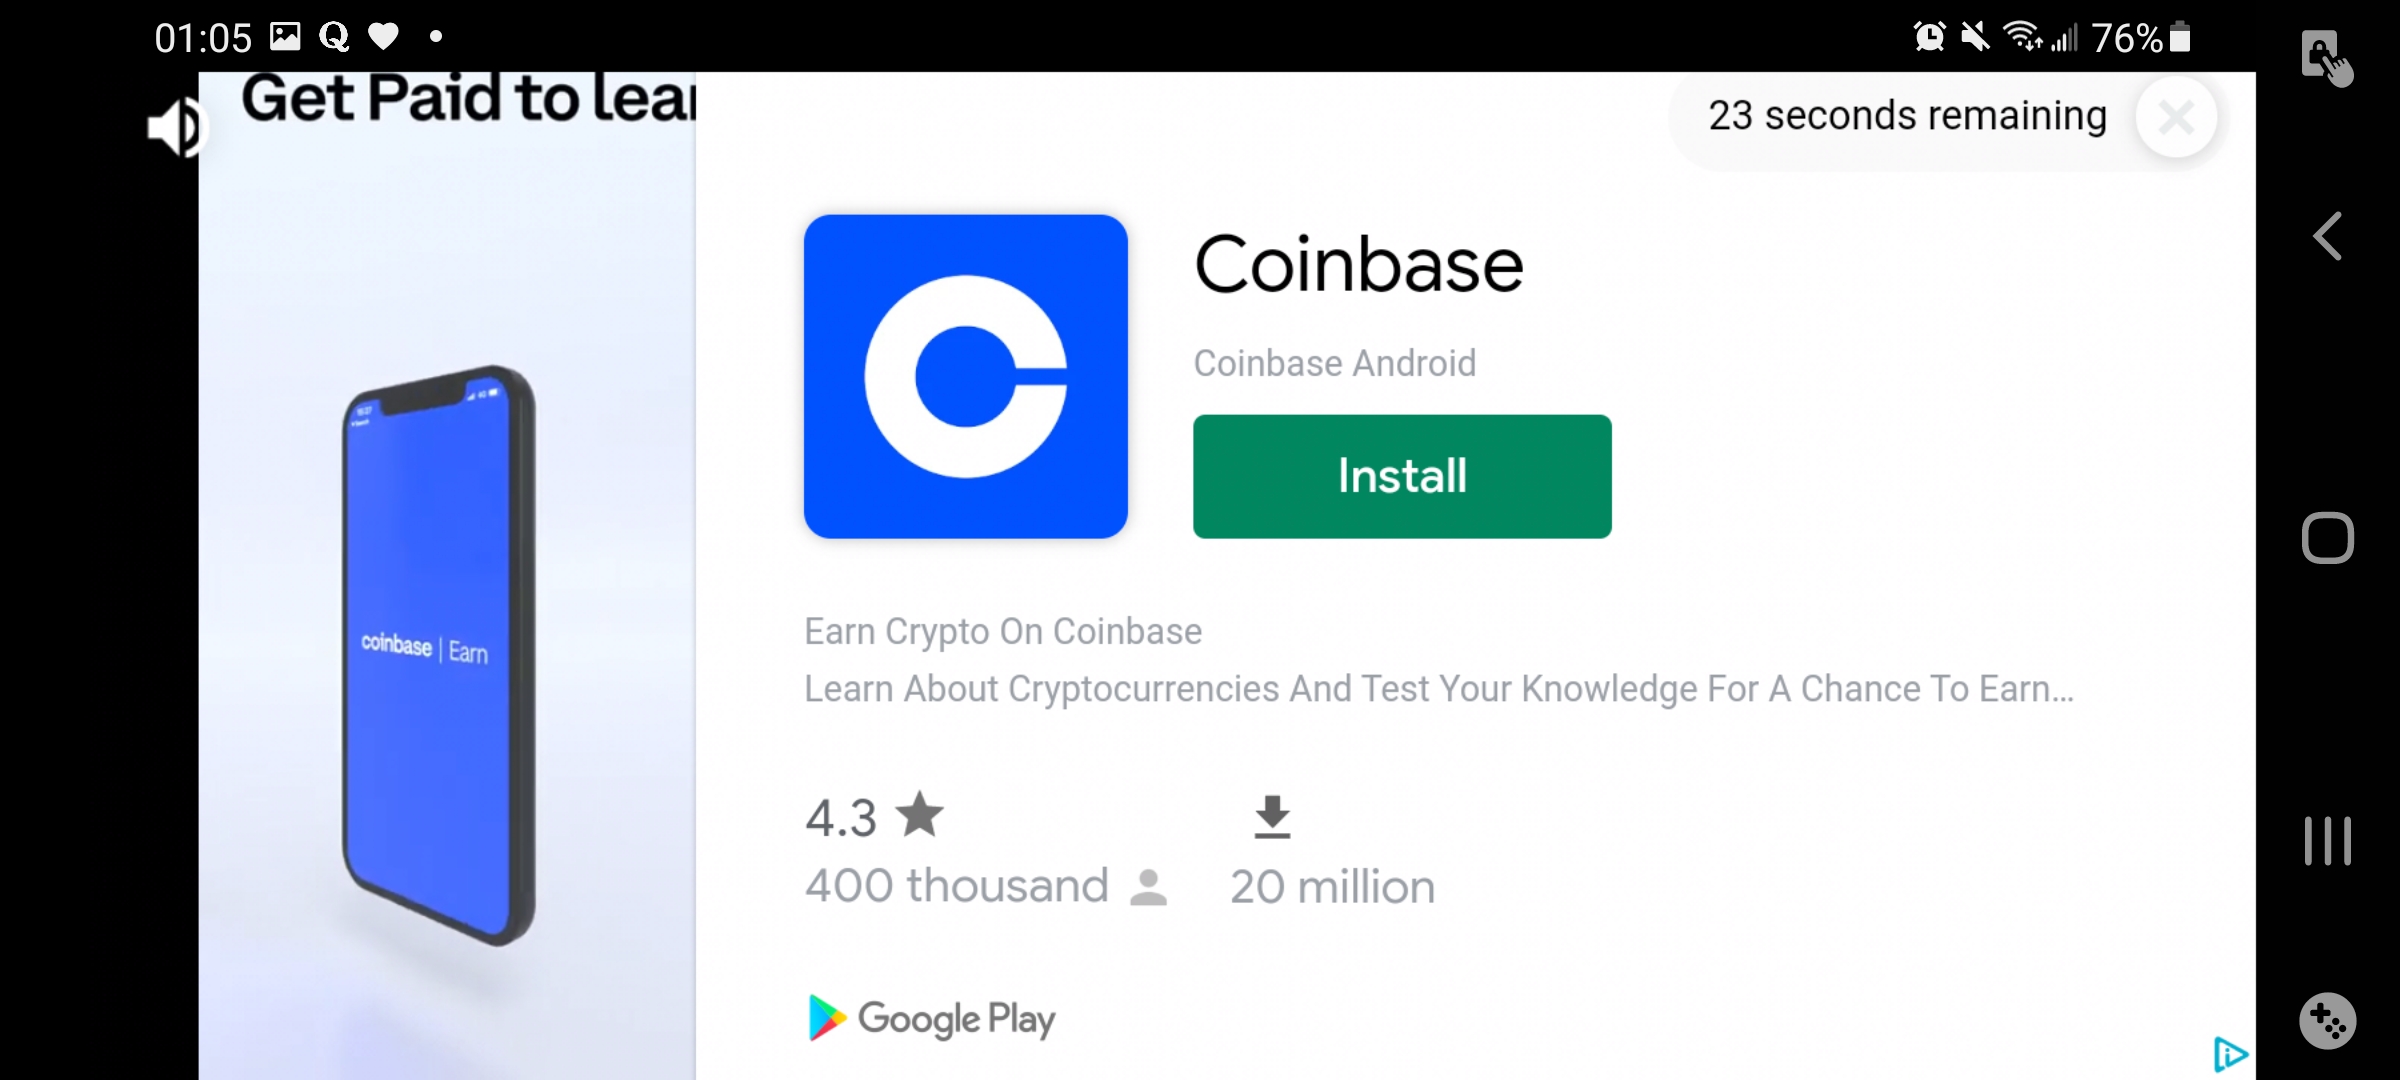 01:05
76%
Get Paid to lear
23 seconds remaining
Coinbase
Coinbase Android
Install
coinbase | Earn
Earn Crypto On Coinbase
Learn About Cryptocurrencies And Test Your Knowledge For A Chance To Earn...
4.3
400 thousand
20 million
Google Play